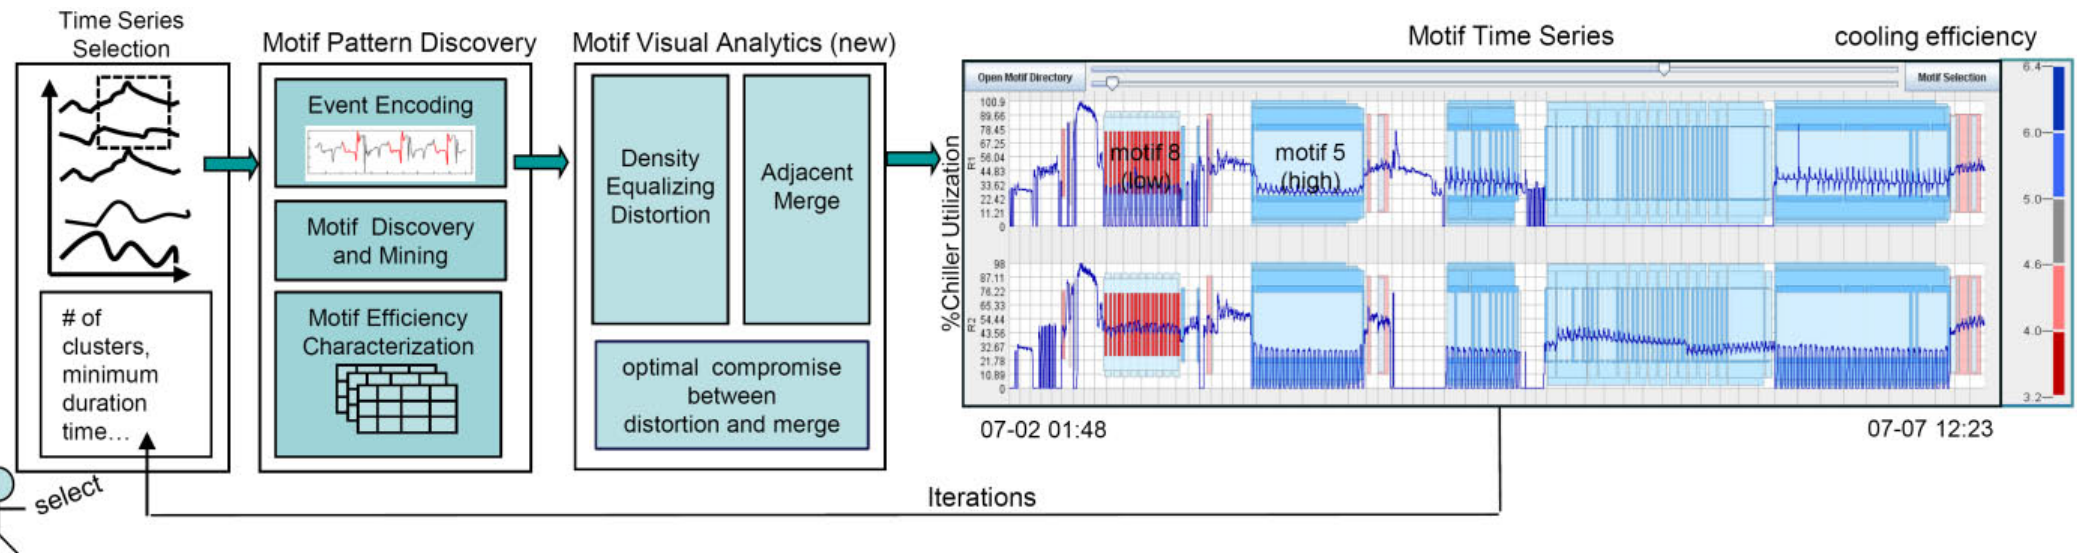 Time Series
Selection
# of
clusters,
minimum
duration
time...
select
Motif Pattern Discovery
Event Encoding
Motif Discovery
and Mining
Motif Efficiency
Characterization
Motif Visual Analytics (new)
Density
Equalizing
Distortion
Adjacent
Merge
optimal compromise
between
distortion and merge
Motif Time Series
cooling efficiency
Open Motif Directory
Motif Selection
%Chiller Utilization
R1
100.9
89.66
78.45
67.25
56.04
44.83
33.62
22.42
11.21
0
motif 8
(low)
motif 5
(high)
R2
98
87.11
76.22
65.33
54.44
43.56
32.67
21.78
10.89
0
6.4
6.0
5.0
4.6
4.0
3.2
07-02 01:48
07-07 12:23
Iterations